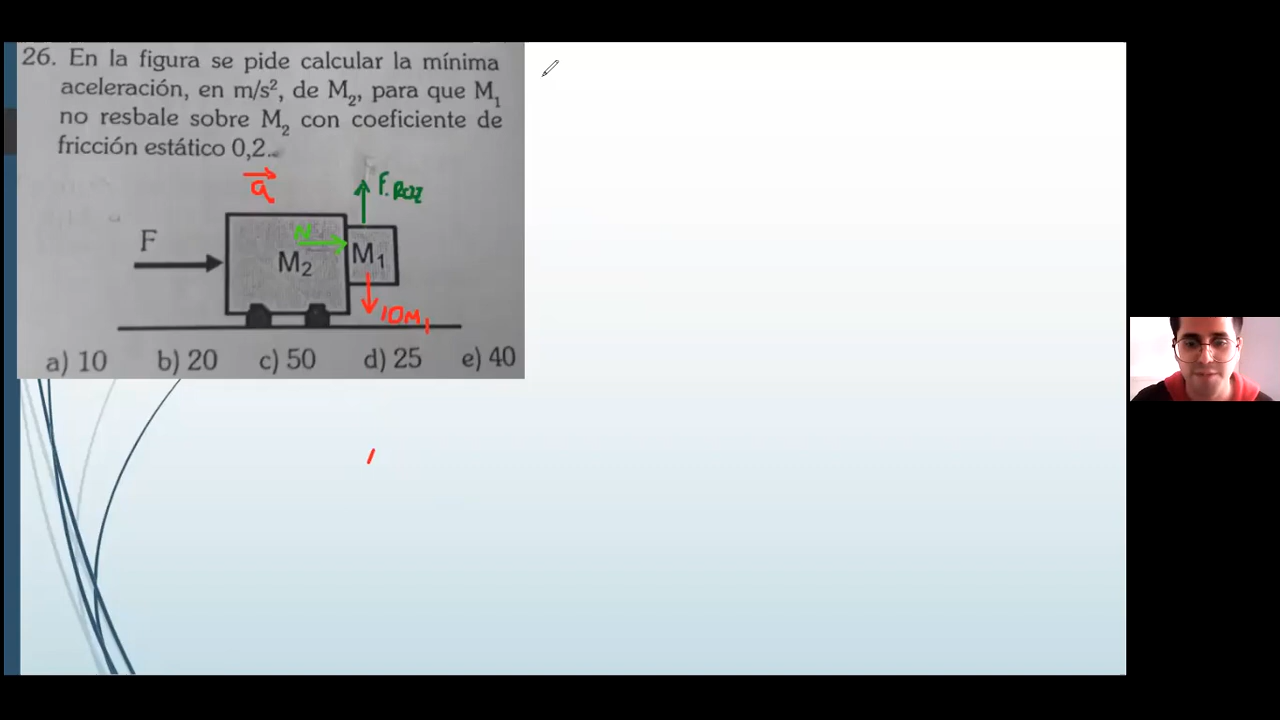 26. En la figura se pide calcular la mínima
aceleración, en m/s², de M₂, para que M₁
no resbale sobre M₂ con coeficiente de
fricción estático 0,2.
a
F. ROZ
F
N
M₂
M₁
10M₁
a) 10 b) 20 c) 50 d) 25 e) 40